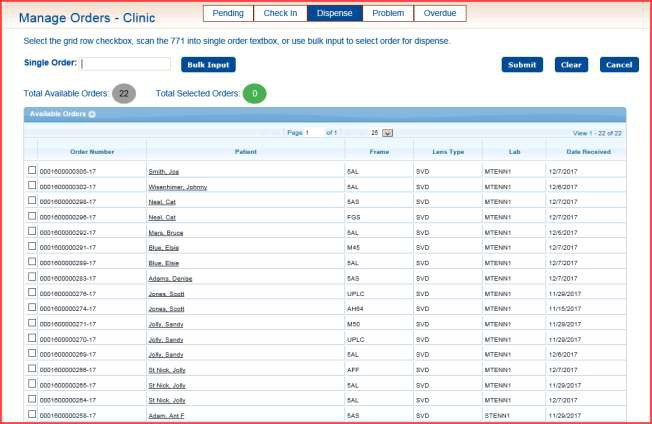 Manage Orders - Clinic
Pending Check In Dispense Problem Overdue
Select the grid row checkbox, scan the 771 into single order textbox, or use bulk input to select order for dispense.
Single Order: Bulk Input Submit Clear Cancel
Total Available Orders: 22 Total Selected Orders: 0
Available Orders
Page 1 of 1 25 View 1 - 22 of 22
Order Number Patient Frame Lens Type Lab Date Received
0001600000305-17 Smith, Joe 5AL SVD MTENN1 12/7/2017
0001600000302-17 Wisenhimer, Johnny 5AL SVD MTENN1 12/6/2017
0001600000298-17 Neal, Cat 5AS SVD MTENN1 12/7/2017
0001600000296-17 Neal, Cat FGS SVD MTENN1 12/7/2017
0001600000292-17 Mars, Bruce 5AL SVD MTENN1 12/5/2017
0001600000291-17 Blue, Elsie M45 SVD MTENN1 12/7/2017
0001600000289-17 Blue, Elsie 5AL SVD MTENN1 12/7/2017
0001600000283-17 Adams, Denise 5AS SVD MTENN1 12/7/2017
0001600000276-17 Jones, Scott UPLC SVD MTENN1 11/29/2017
0001600000274-17 Jones, Scott AH64 SVD MTENN1 11/15/2017
0001600000271-17 Jolly, Sandy M50 SVD MTENN1 11/29/2017
0001600000270-17 Jolly, Sandy UPLC SVD MTENN1 11/29/2017
0001600000269-17 Jolly, Sandy 5AL SVD MTENN1 12/6/2017
0001600000266-17 St Nick, Jolly AFF SVD MTENN1 12/7/2017
0001600000265-17 St Nick, Jolly 5AL SVD MTENN1 11/29/2017
0001600000264-17 St Nick, Jolly 5AL SVD MTENN1 12/7/2017
0001600000258-17 Adam, Ant F 5AS SVD STENN1 11/29/2017